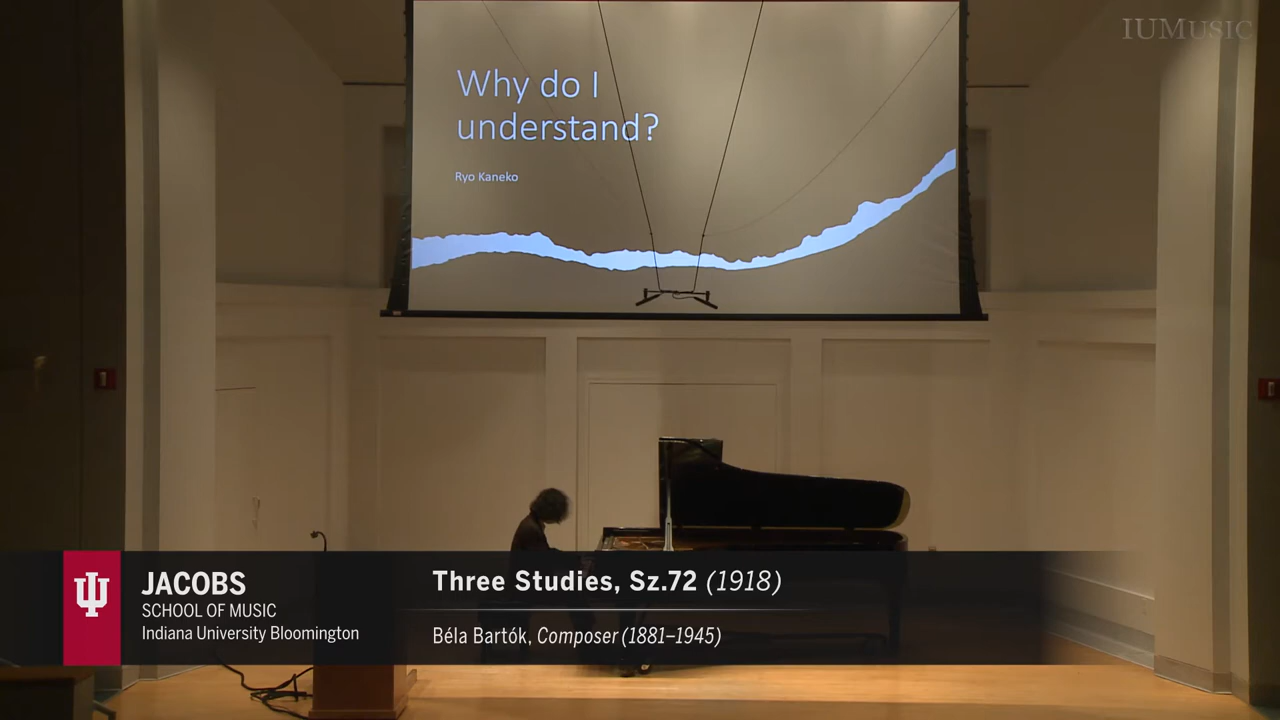 IUMUSIC
Why do I
understand?
Ryo Kaneko
JACOBS
SCHOOL OF MUSIC
Indiana University Bloomington
Three Studies, Sz.72 (1918)
Béla Bartók, Composer (1881–1945)